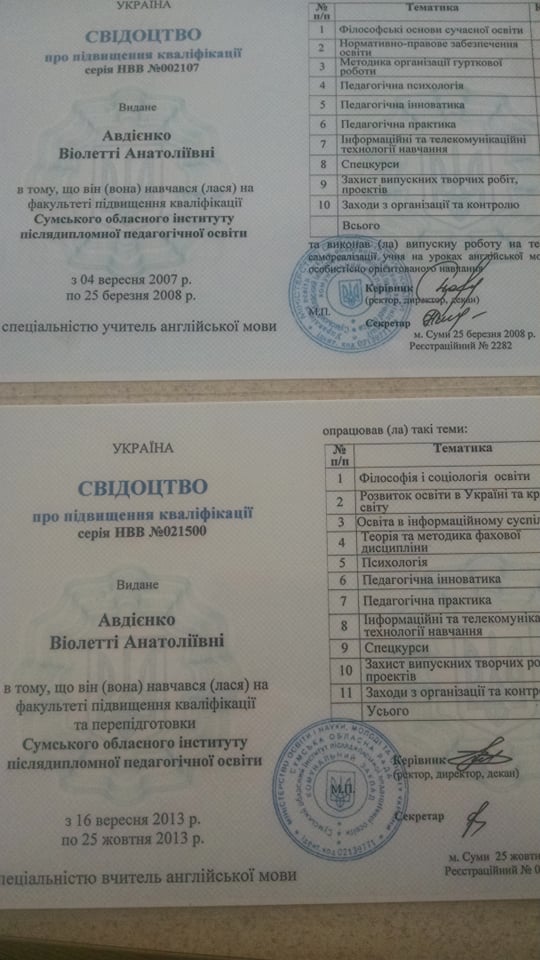 УКРАЇНА
СВІДОЦТВО
про підвищення кваліфікації
серія НВВ №002107
Видане
Авдієнко
Віолетті Анатоліївні
в тому, що він (вона) навчався (лася) на
факультеті підвищення кваліфікації
Сумського обласного інституту
післядипломної педагогічної освіти
з 04 вересня 2007 р.
по 25 березня 2008 р.
спеціальністю учитель англійської мови
№ Тематика
п/п
1 Філософські основи сучасної освіти
2 Нормативно-правове забезпечення
освіти
3 Методика організації гурткової
роботи
4 Педагогічна психологія
5 Педагогічна інноватика
6 Педагогічна практика
7 Інформаційні та телекомунікаційні
технології навчання
8 Спецкурси
9 Захист випускних творчих робіт,
проектів
10 Заходи з організації та контролю
Всього
та виконав (ла) випускну роботу на
самореалізації учня на уроках англійської
особистісно орієнтованого навчання
Керівник
(ректор, директор, декан)
М.П.
Секретар
м. Суми 25 березня 2008 р.
Реєстраційний № 2282
УКРАЇНА
СВІДОЦТВО
про підвищення кваліфікації
серія НВВ №021500
Видане
Авдієнко
Віолетті Анатоліївні
в тому, що він (вона) навчався (лася) на
факультеті підвищення кваліфікації
та перепідготовки
Сумського обласного інституту
післядипломної педагогічної освіти
з 16 вересня 2013 р.
по 25 жовтня 2013 р.
спеціальністю вчитель англійської мови
опрацював (ла) такі теми:
№ Тематика
п/п
1 Філософія і соціологія освіти
2 Розвиток освіти в Україні та
світу
3 Освіта в інформаційному
4 Теорія та методика фахової
дисципліни
5 Психологія
6 Педагогічна інноватика
7 Педагогічна практика
8 Інформаційні та
технології навчання
9 Спецкурси
10 Захист випускних творчих
проектів
11 Заходи з організації та
Усього
Керівник
(ректор, директор, декан)
М.П.
Секретар
м. Суми 25
Реєстраційний №